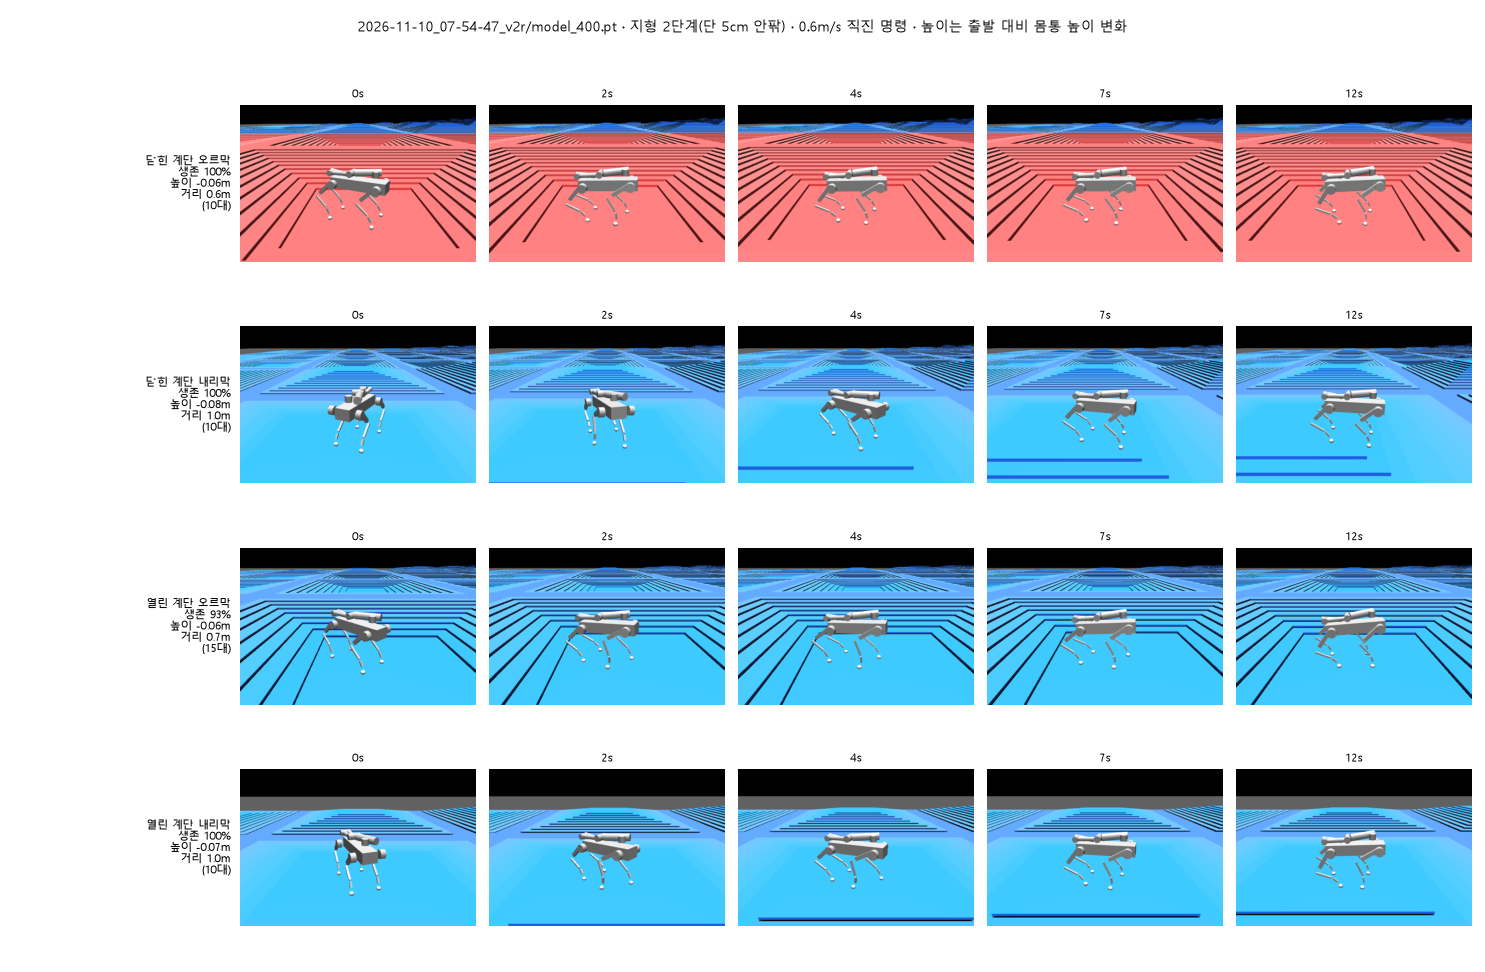 2026-11-10_07-54-47_v2r/model_400.pt · 지형 2단계(단 5cm 안팎) · 0.6m/s 직진 명령 · 높이는 출발 대비 몸통 높이 변화
0s 2s 4s 7s 12s
닫힌 계단 오르막
생존 100%
높이 -0.06m
거리 0.6m
(10대)
0s 2s 4s 7s 12s
닫힌 계단 내리막
생존 100%
높이 -0.08m
거리 1.0m
(10대)
0s 2s 4s 7s 12s
열린 계단 오르막
생존 93%
높이 -0.06m
거리 0.7m
(15대)
0s 2s 4s 7s 12s
열린 계단 내리막
생존 100%
높이 -0.07m
거리 1.0m
(10대)